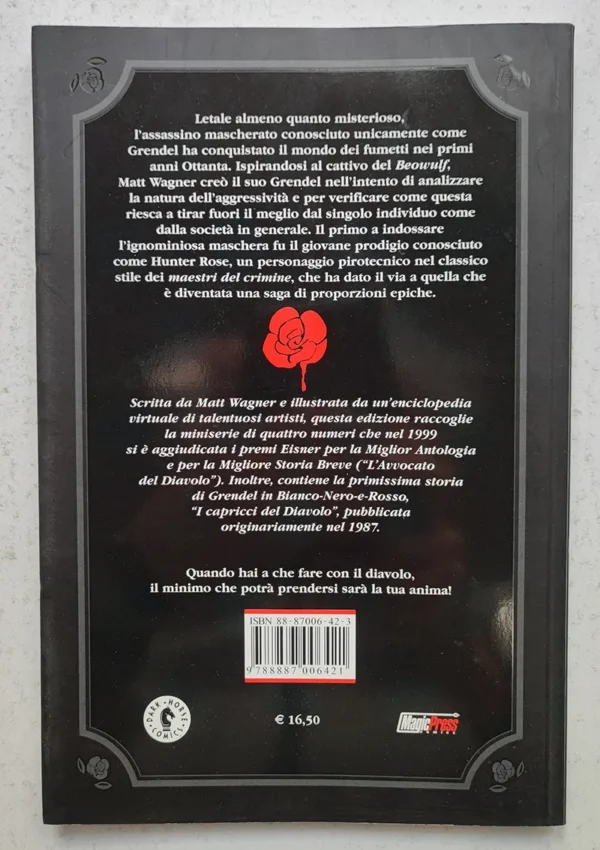 Letale almeno quanto misterioso,
l'assassino mascherato conosciuto unicamente come
Grendel ha conquistato il mondo dei fumetti nei primi
anni Ottanta. Ispirandosi al cattivo del Beowulf,
Matt Wagner creò il suo Grendel nell'intento di analizzare
la natura dell'aggressività e per verificare come questa
riesca a tirar fuori il meglio dal singolo individuo come
dalla società in generale. Il primo a indossare
l'ignominiosa maschera fu il giovane prodigio conosciuto
come Hunter Rose, un personaggio pirotecnico nel classico
stile dei maestri del crimine, che ha dato il via a quella che
è diventata una saga di proporzioni epiche.
Scritta da Matt Wagner e illustrata da un'enciclopedia
virtuale di talentuosi artisti, questa edizione raccoglie
la miniserie di quattro numeri che nel 1999
si è aggiudicata i premi Eisner per la Miglior Antologia
e per la Migliore Storia Breve ("L'Avvocato
del Diavolo"). Inoltre, contiene la primissima storia
di Grendel in Bianco-Nero-e-Rosso,
"I capricci del Diavolo", pubblicata
originariamente nel 1987.
Quando hai a che fare con il diavolo,
il minimo che potrà prendersi sarà la tua anima!
ISBN 88-87006-42-3
9 788887 006421
DARK HORSE COMICS
€ 16,50
MagicPress